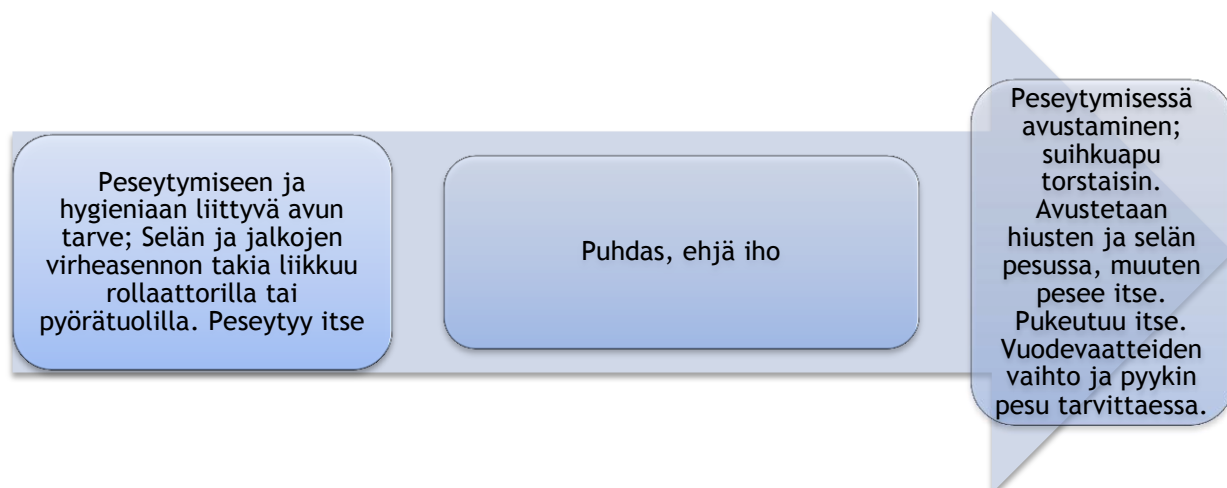 Peseytymiseen ja
hygieniaan liittyvä avun
tarve; Selän ja jalkojen
virheasennon takia liikkuu
rollaattorilla tai
pyörätuolilla. Peseytyy itse
Puhdas, ehjä iho
Peseytymisessä
avustaminen;
suihkuapu
torstaisin.
Avustetaan
hiusten ja selän
pesussa, muuten
pesee itse.
Pukeutuu itse.
Vuodevaatteiden
vaihto ja pyykin
pesu tarvittaessa.